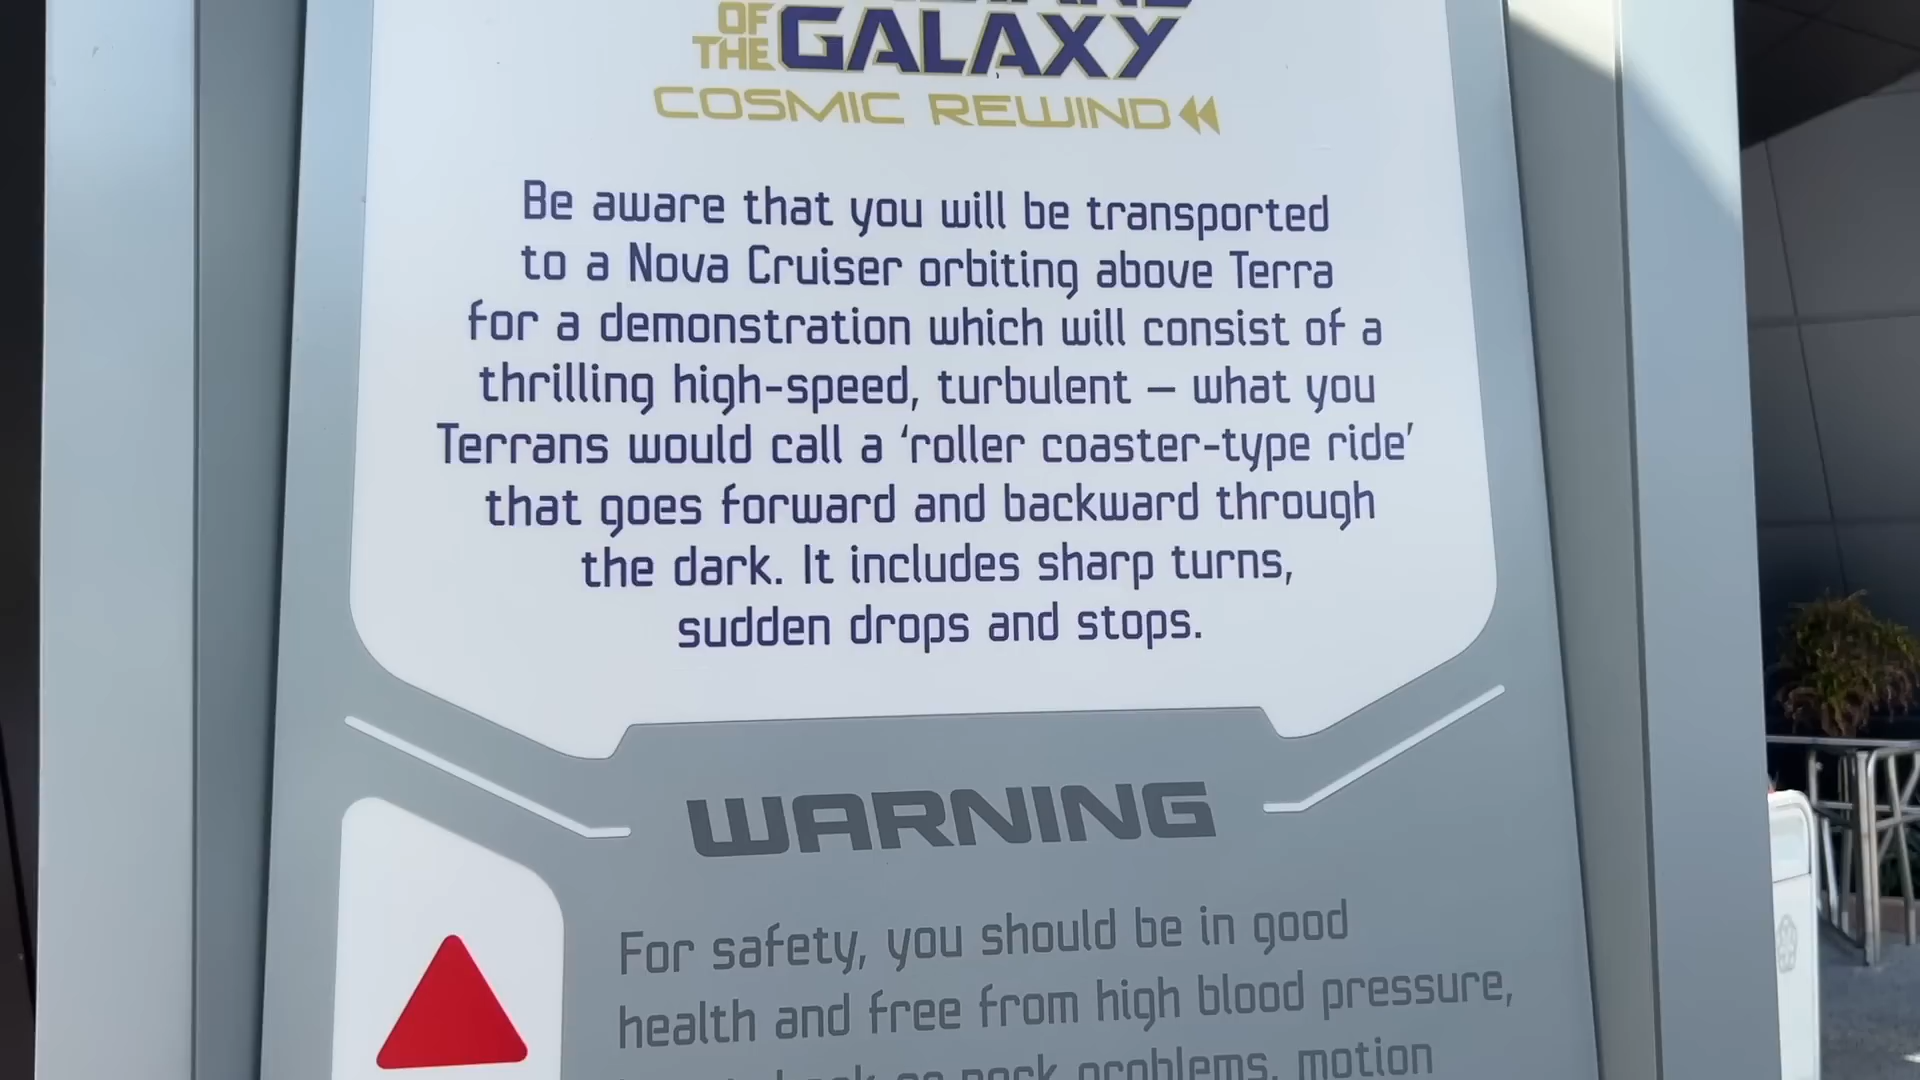 OF
THE GALAXY
COSMIC REWIND
Be aware that you will be transported
to a Nova Cruiser orbiting above Terra
for a demonstration which will consist of a
thrilling high-speed, turbulent – what you
Terrans would call a ‘roller coaster-type ride’
that goes forward and backward through
the dark. It includes sharp turns,
sudden drops and stops.
WARNING
For safety, you should be in good
health and free from high blood pressure,
problems, motion